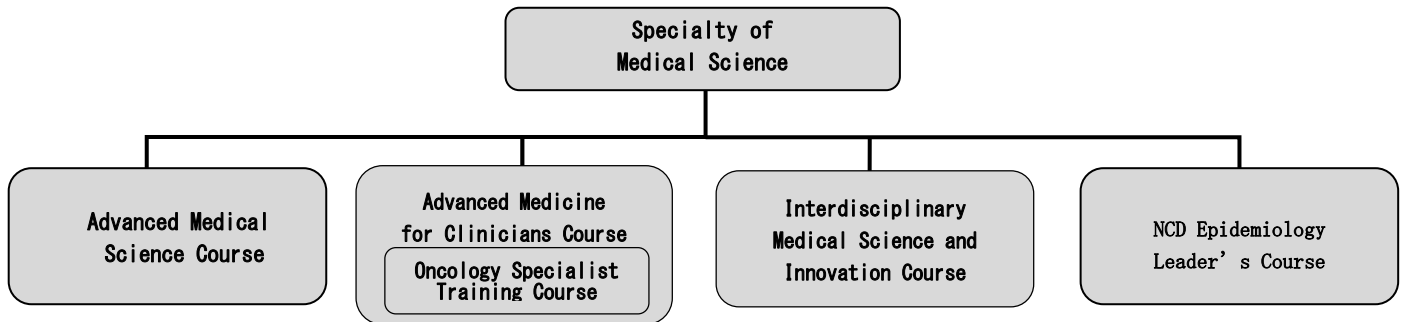 Specialty of
Medical Science
Advanced Medical
Science Course
Advanced Medicine
for Clinicians Course
Oncology Specialist
Training Course
Interdisciplinary
Medical Science and
Innovation Course
NCD Epidemiology
Leader’s Course